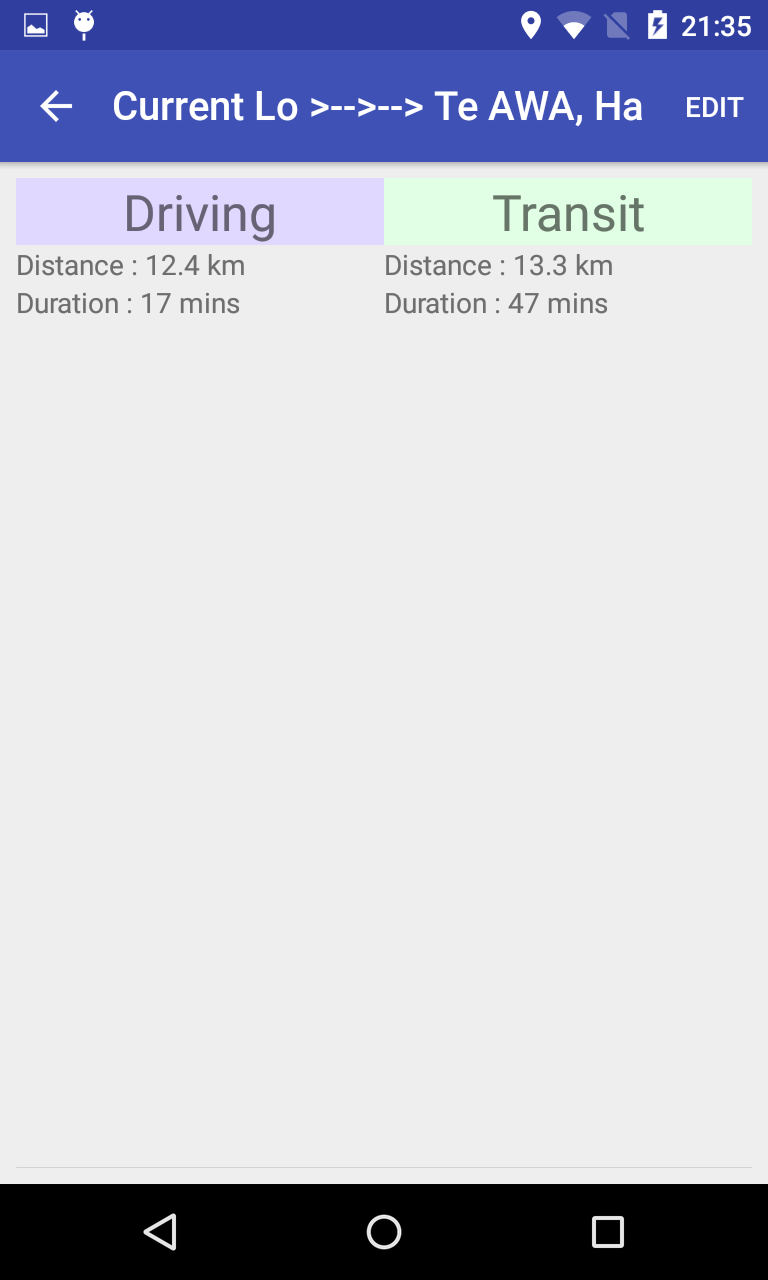 21:35
Current Lo >-->--> Te AWA, Ha
EDIT
Driving
Transit
Distance : 12.4 km
Distance : 13.3 km
Duration : 17 mins
Duration : 47 mins